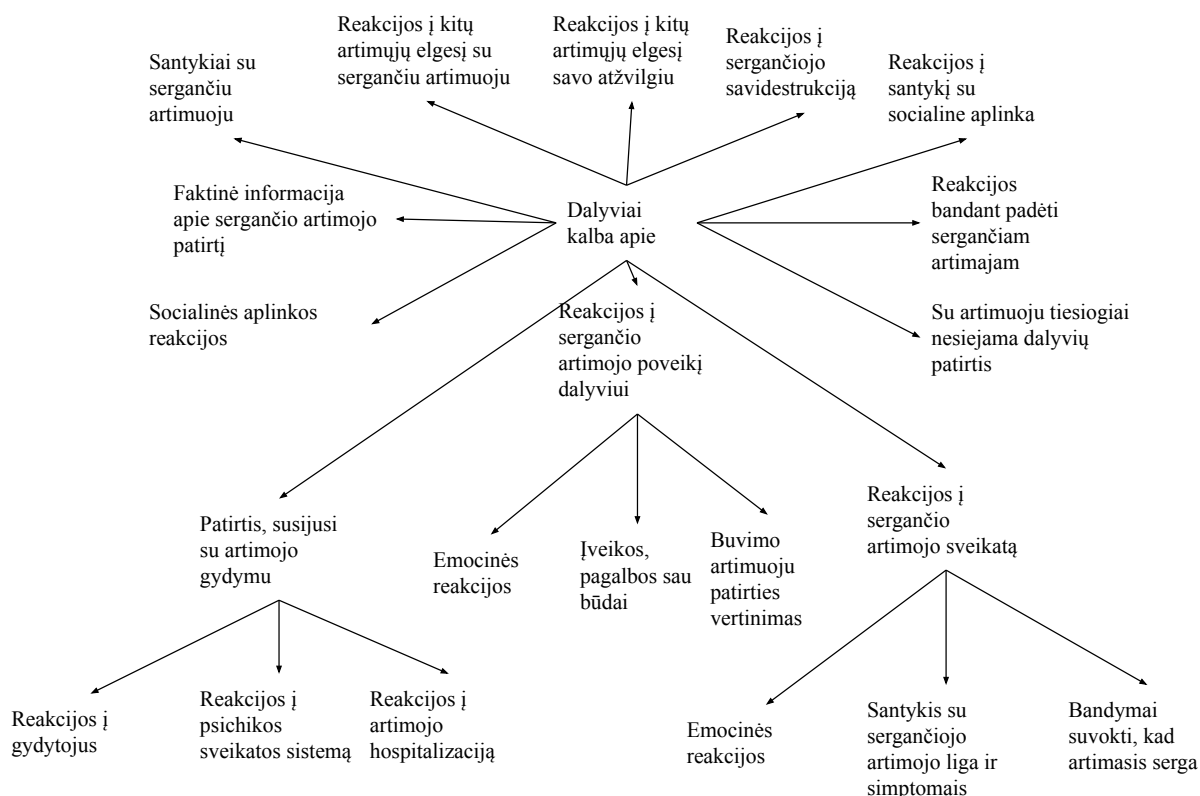 Reakcijos į kitų
artimųjų elgesį su
sergančiu artimuoju
Reakcijos į kitų
artimųjų elgesį
savo atžvilgiu
Reakcijos į
sergančiojo
savidestrukciją
Santykiai su
sergančiu
artimuoju
Reakcijos į
santykį su
socialine aplinka
Faktinė informacija
apie sergančio artimojo
patirtį
Dalyviai
kalba apie
Reakcijos
bandant padėti
sergančiam
artimajam
Socialinės aplinkos
reakcijos
Reakcijos į
sergančio
artimojo poveikį
dalyviui
Su artimuoju tiesiogiai
nesiejama dalyvių
patirtis
Patirtis, susijusi
su artimojo
gydymu
Emocinės
reakcijos
Įveikos,
pagalbos sau
būdai
Buvimo
artimuoju
patirties
vertinimas
Reakcijos į
sergančio
artimojo sveikatą
Reakcijos į
gydytojus
Reakcijos į
psichikos
sveikatos sistemą
Reakcijos į
artimojo
hospitalizaciją
Emocinės
reakcijos
Santykis su
sergančiojo
artimojo liga ir
simptomais
Bandymai
suvokti, kad
artimasis serga